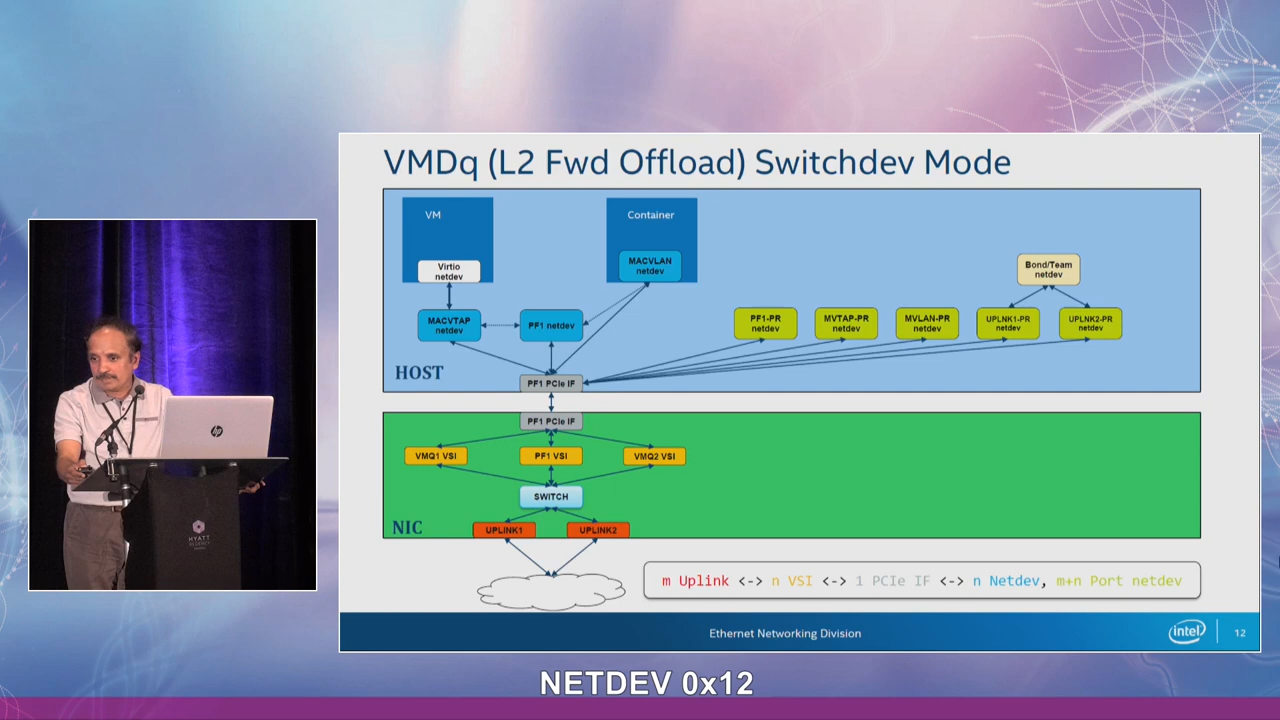 VMDq (L2 Fwd Offload) Switchdev Mode
VM
Container
Virtio
netdev
MACVLAN
netdev
Bond/Team
netdev
MACVTAP
netdev
PF1 netdev
PF1-PR
netdev
MVTAP-PR
netdev
MVLAN-PR
netdev
UPLNK1-PR
netdev
UPLNK2-PR
netdev
HOST
PF1 PCIe IF
PF1 PCIe IF
VMQ1 VSI
PF1 VSI
VMQ2 VSI
SWITCH
NIC
UPLINK1
UPLINK2
m Uplink <-> n VSI <-> 1 PCIe IF <-> n Netdev, m+n Port netdev
Ethernet Networking Division
intel
12
hp
HYATT
REGENCY
NETDEV 0x12